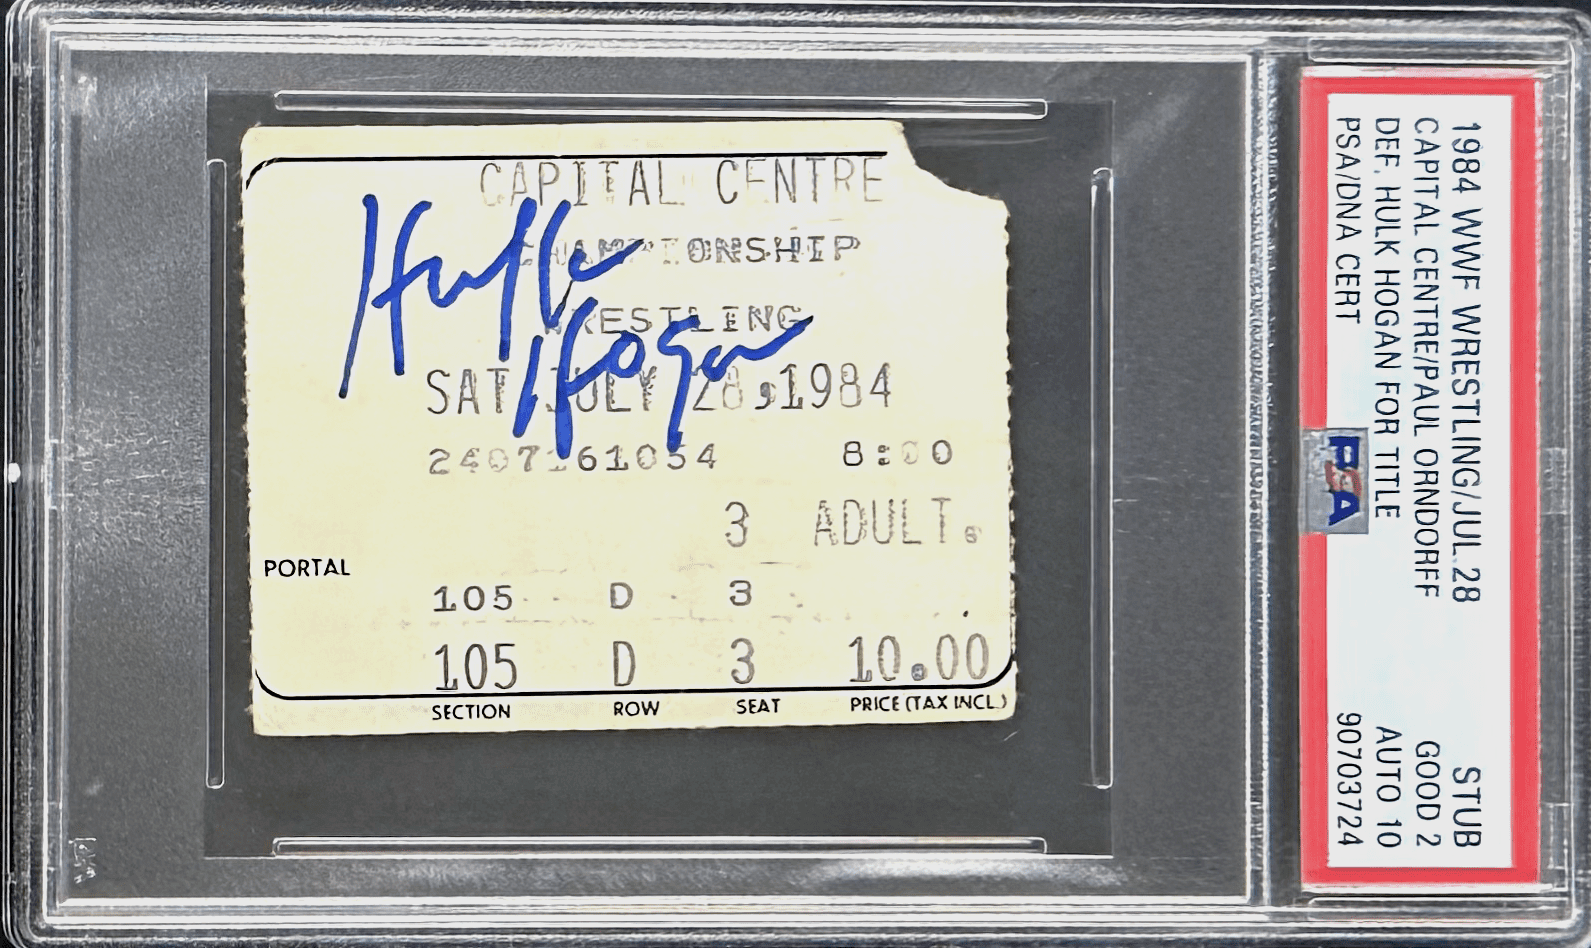 CAPITAL CENTRE
CHAMPIONSHIP
WRESTLING
Hulk
Hogan
SAT JULY 28,1984
2407161054 8:00
3 ADULT.
PORTAL
105 D 3
105 D 3 10.00
SECTION ROW SEAT PRICE (TAX INCL.)
1984 WWF WRESTLING/JUL.28 STUB
CAPITAL CENTRE/PAUL ORNDORFF GOOD 2
DEF. HULK HOGAN FOR TITLE AUTO 10
PSA/DNA CERT 90703724
PSA